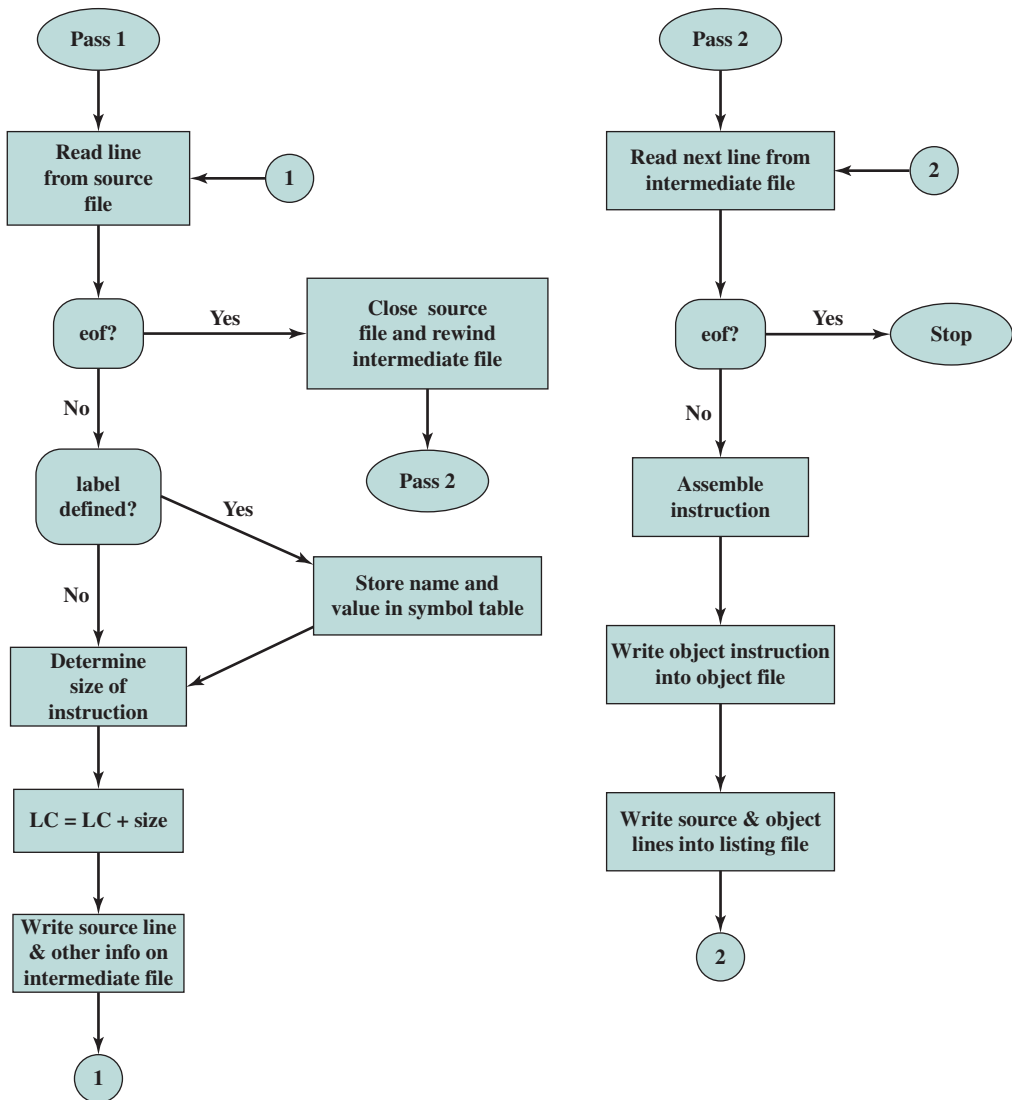 Pass 1
Read line
from source
file
1
eof?
Yes
Close source
file and rewind
intermediate file
No
Pass 2
label
defined?
Yes
Store name and
value in symbol table
No
Determine
size of
instruction
LC = LC + size
Write source line
& other info on
intermediate file
1
Pass 2
Read next line from
intermediate file
2
eof?
Yes
Stop
No
Assemble
instruction
Write object instruction
into object file
Write source & object
lines into listing file
2